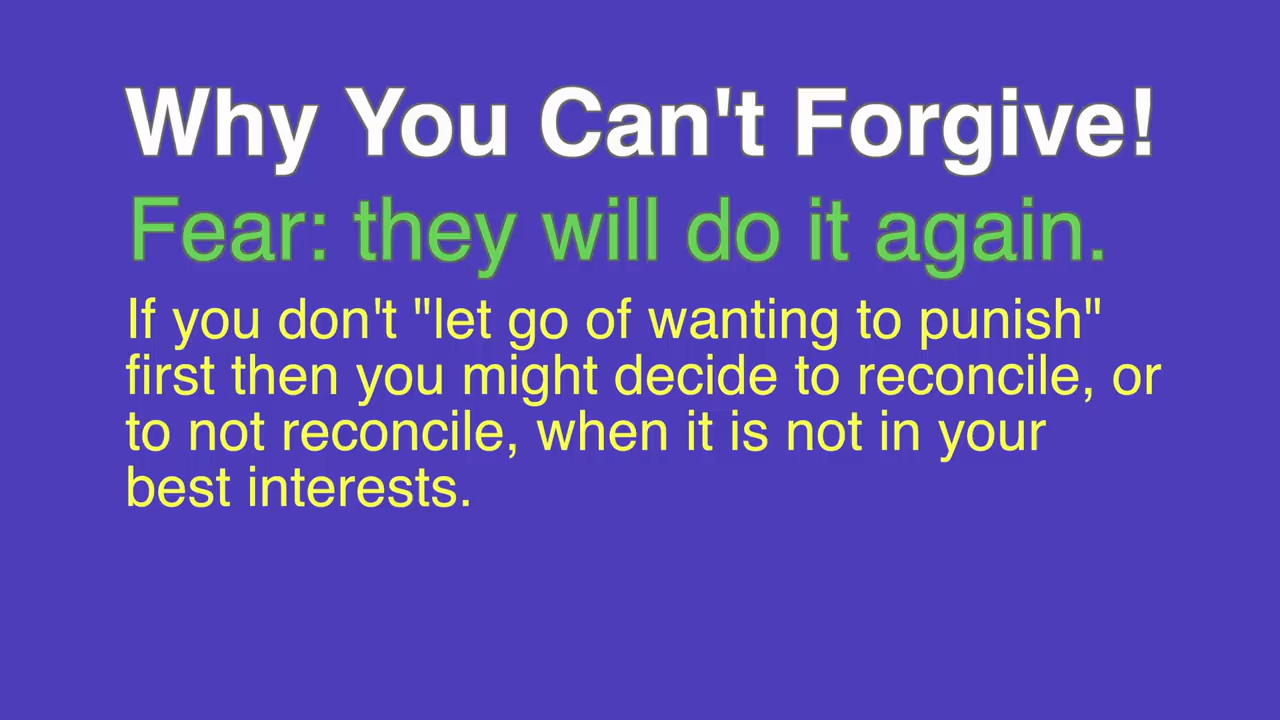 Why You Can't Forgive!
Fear: they will do it again.
If you don't "let go of wanting to punish"
first then you might decide to reconcile, or
to not reconcile, when it is not in your
best interests.